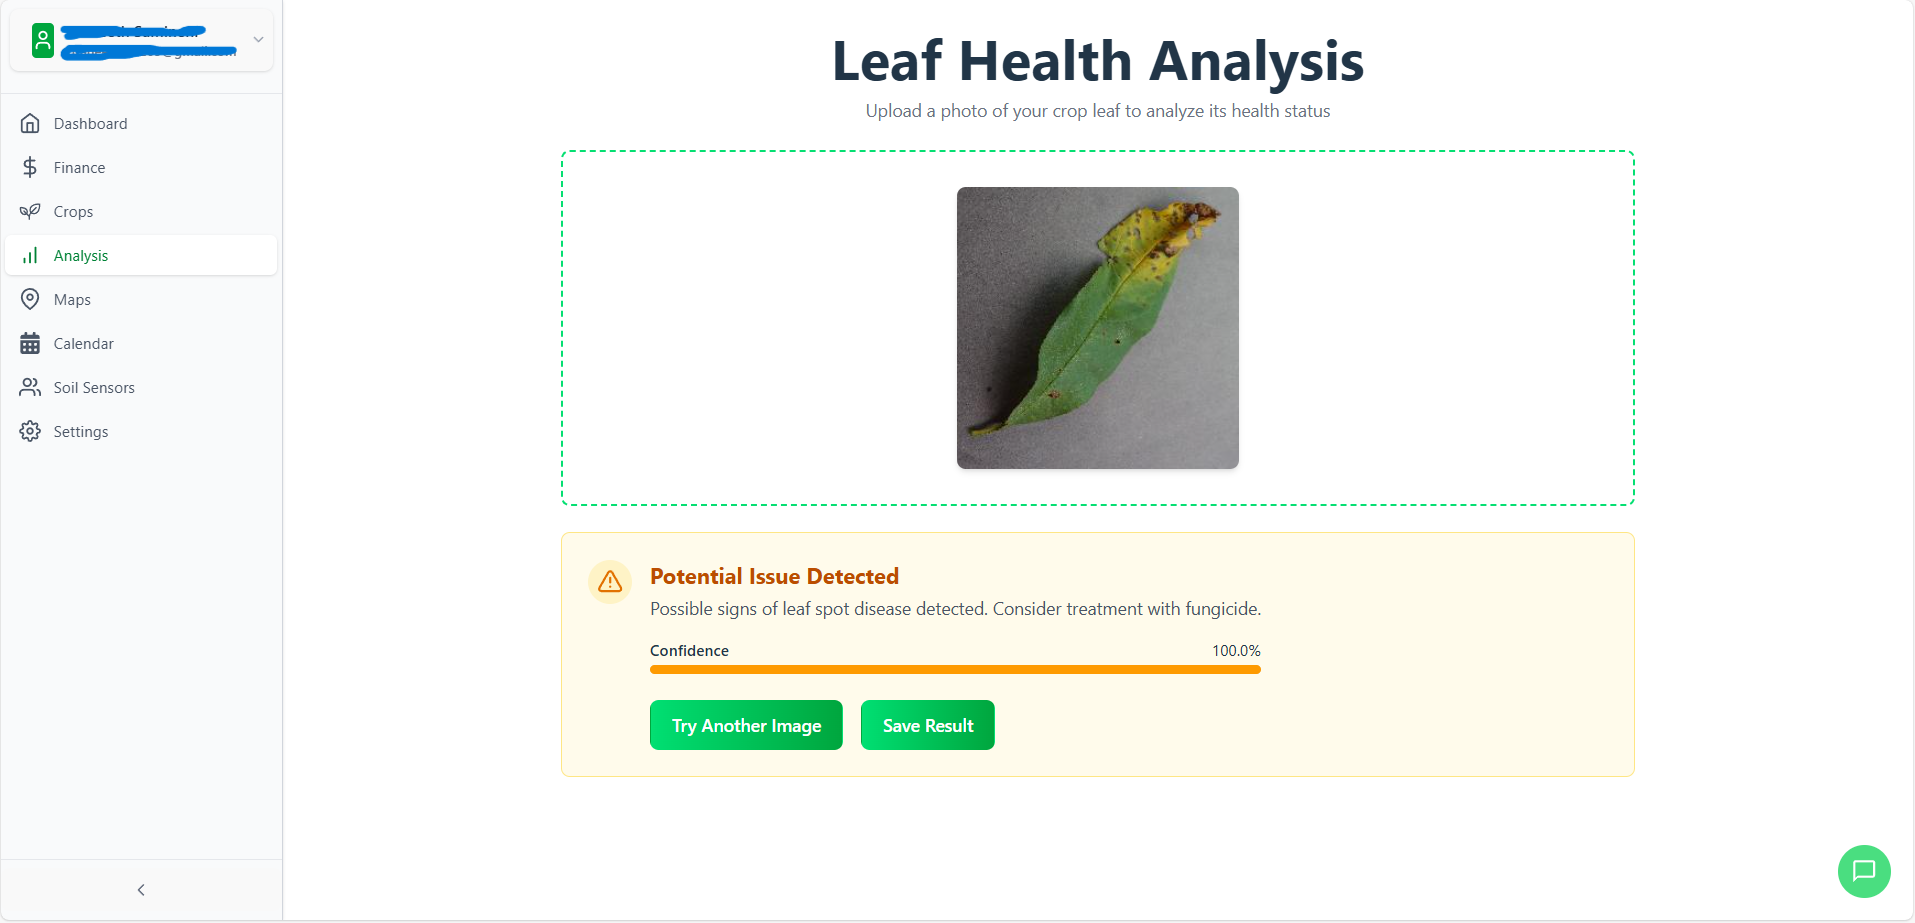 Dashboard
Finance
Crops
Analysis
Maps
Calendar
Soil Sensors
Settings
Leaf Health Analysis
Upload a photo of your crop leaf to analyze its health status
Potential Issue Detected
Possible signs of leaf spot disease detected. Consider treatment with fungicide.
Confidence 100.0%
Try Another Image Save Result